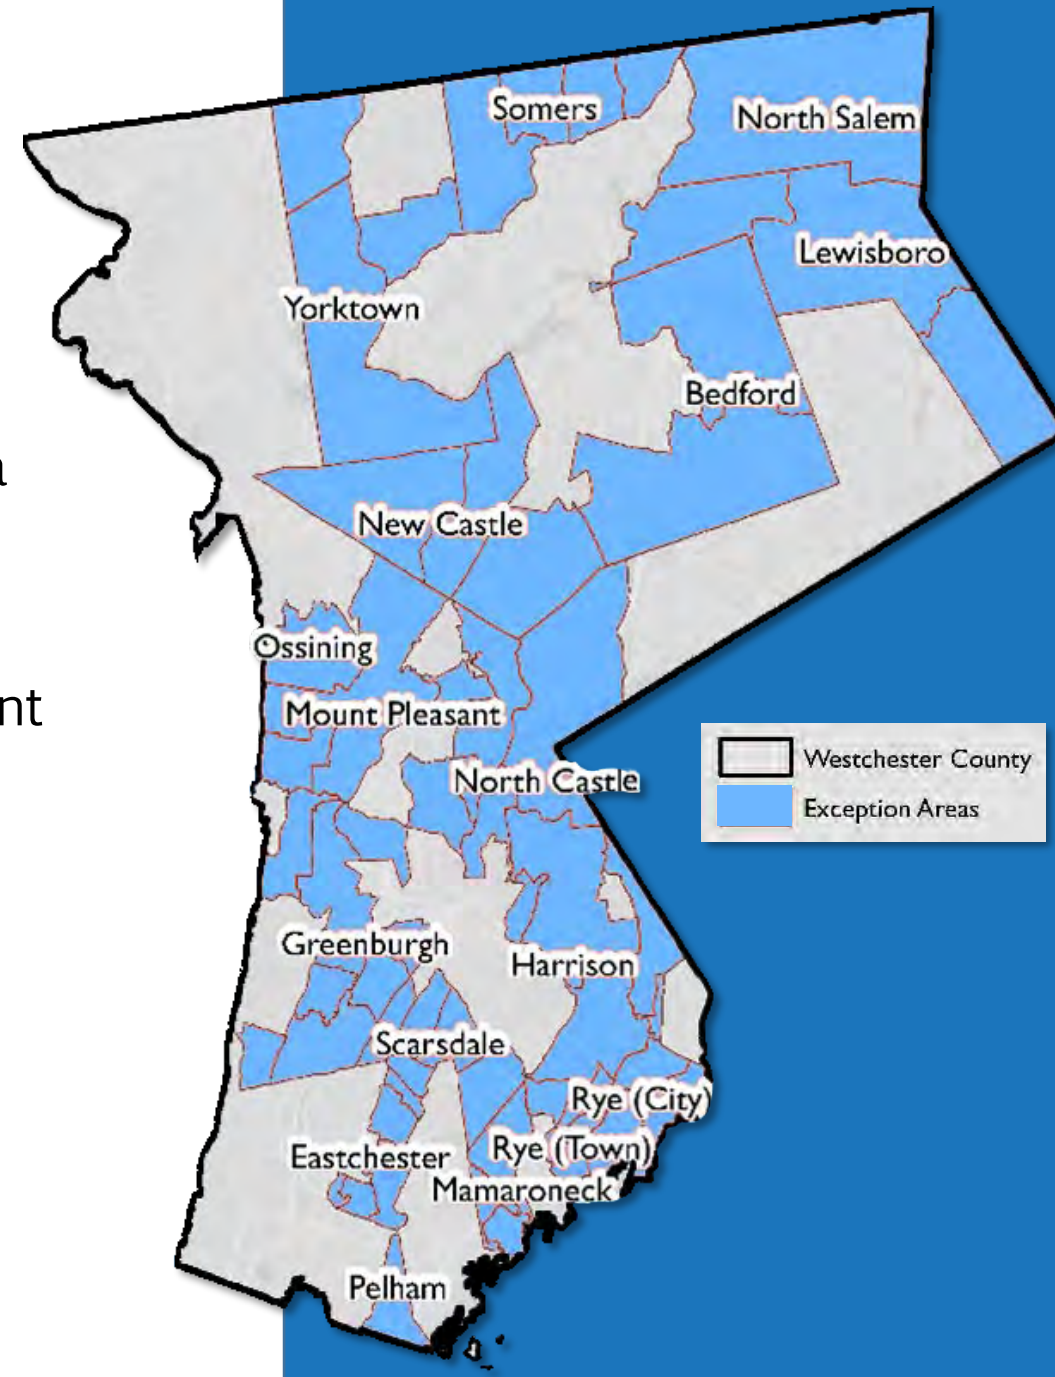 Somers
North Salem
Lewisboro
Yorktown
Bedford
a
New Castle
Ossining
nt
Mount Pleasant
Westchester County
North Castle
Exception Areas
Greenburgh
Harrison
Scarsdale
Rye (City)
Rye (Town)
Eastchester
Mamaroneck
Pelham